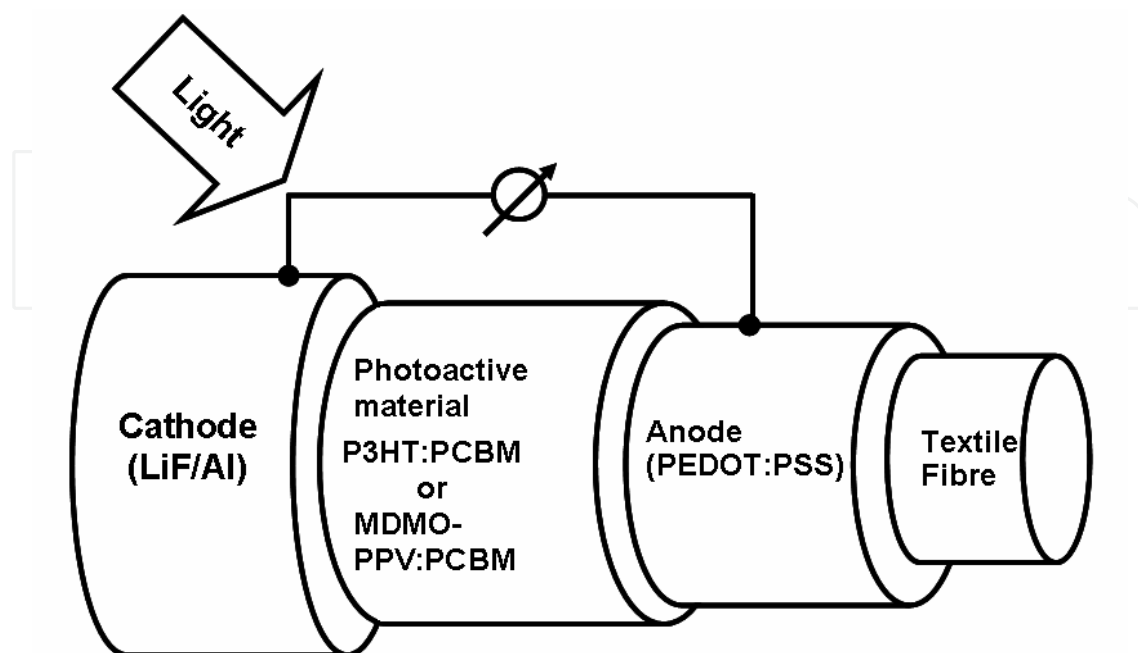 Light
Cathode
(LiF/Al)
Photoactive
material
P3HT:PCBM
or
MDMO-
PPV:PCBM
Anode
(PEDOT:PSS)
Textile
Fibre